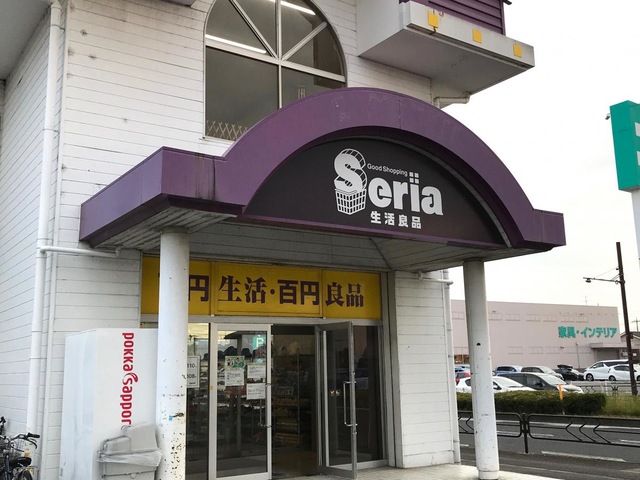 Good Shopping
Seria
生活良品
円 生活・百円良品
家具・インテリア
POKKA SAPPORO
P